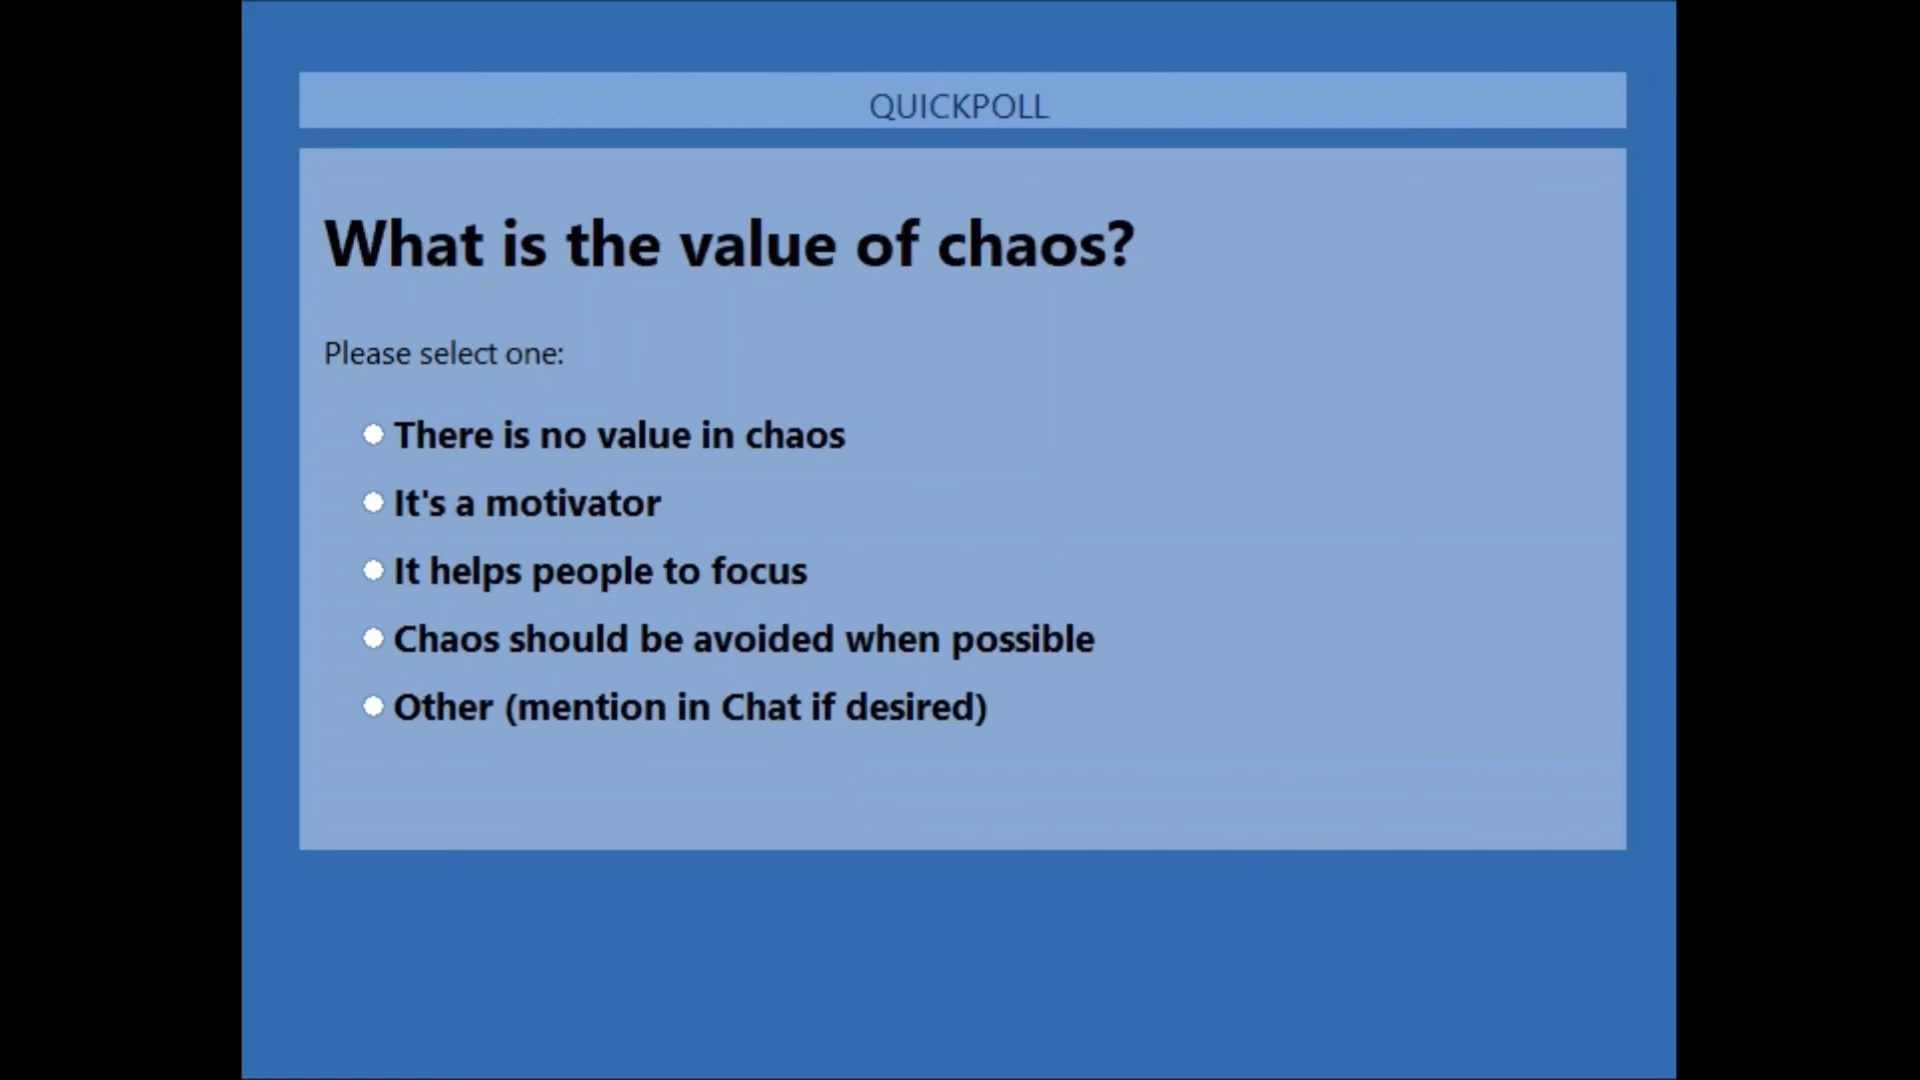 QUICKPOLL
What is the value of chaos?
Please select one:
There is no value in chaos
It's a motivator
It helps people to focus
Chaos should be avoided when possible
Other (mention in Chat if desired)